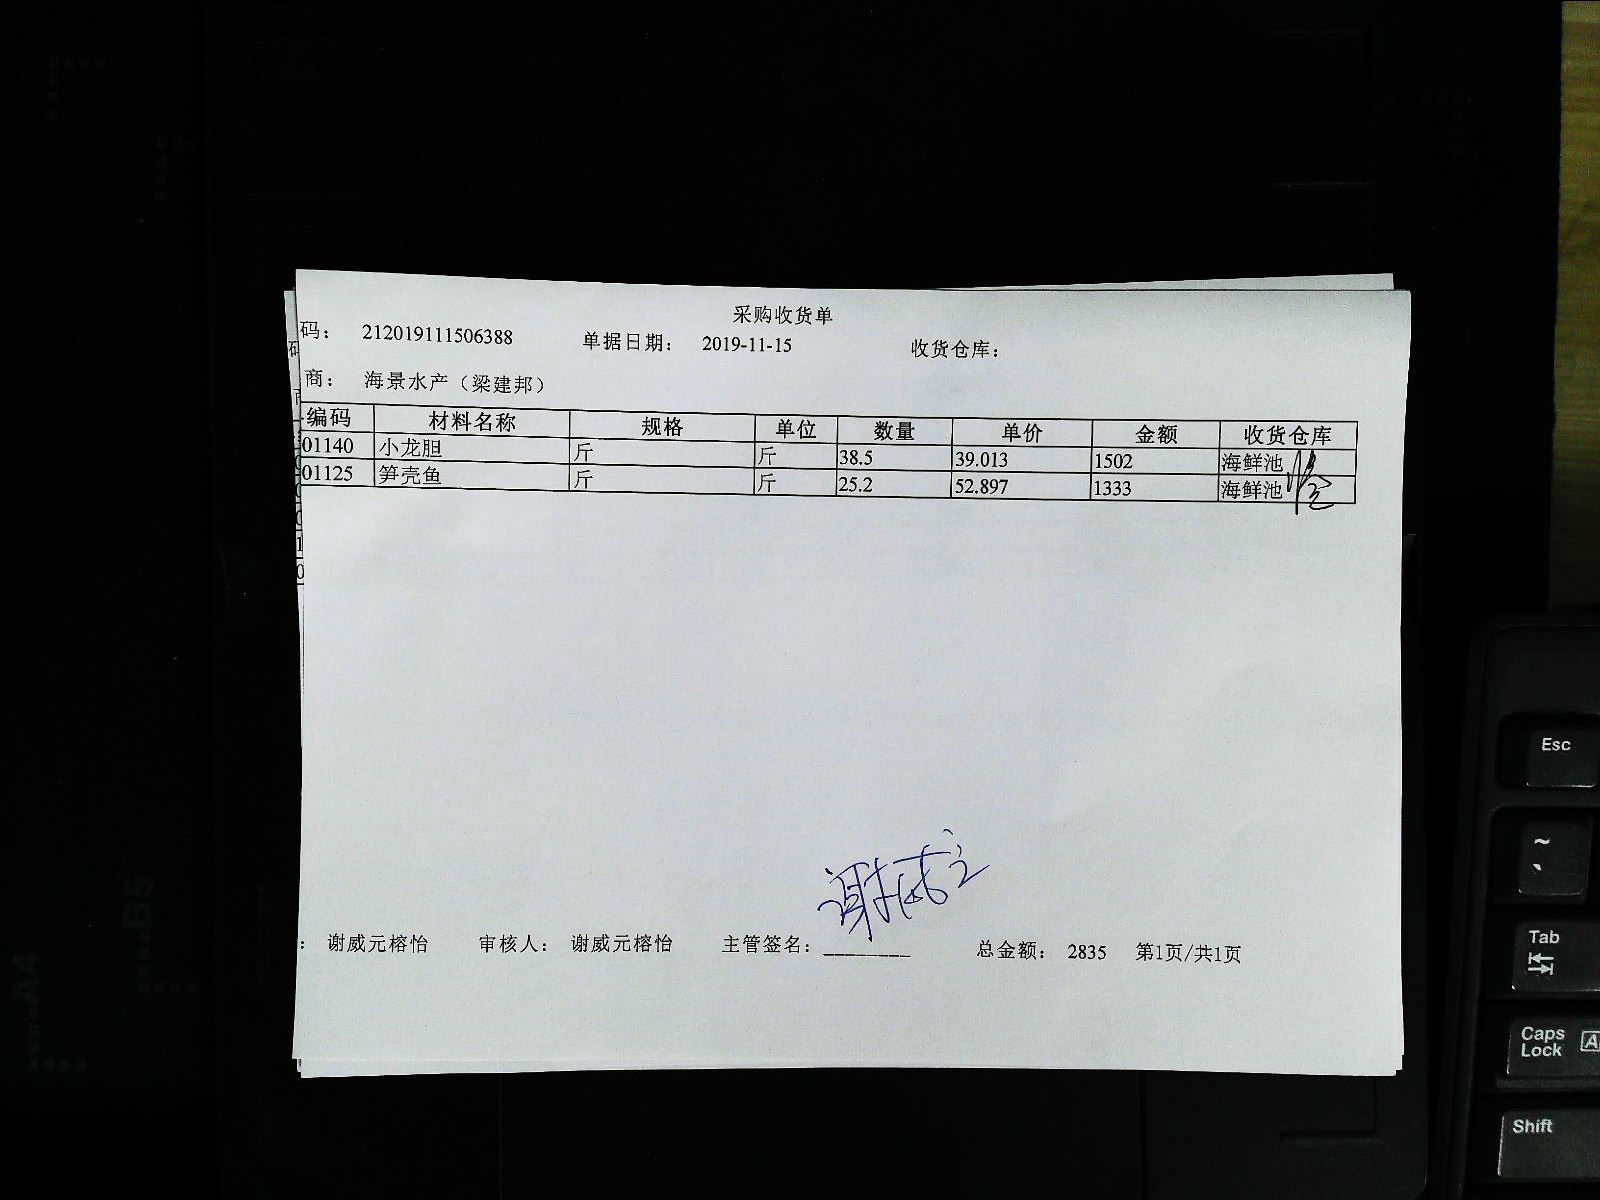 采购收货单
码： 212019111506388 单据日期： 2019-11-15 收货仓库：
商： 海景水产（梁建邦）
编码 材料名称 规格 单位 数量 单价 金额 收货仓库
01140 小龙胆 斤 斤 38.5 39.013 1502 海鲜池
01125 笋壳鱼 斤 斤 25.2 52.897 1333 海鲜池
谢威
： 谢威元榕怡 审核人： 谢威元榕怡 主管签名：________ 总金额： 2835 第1页/共1页
Esc
~
Tab
Caps Lock A
Shift
A4
B5